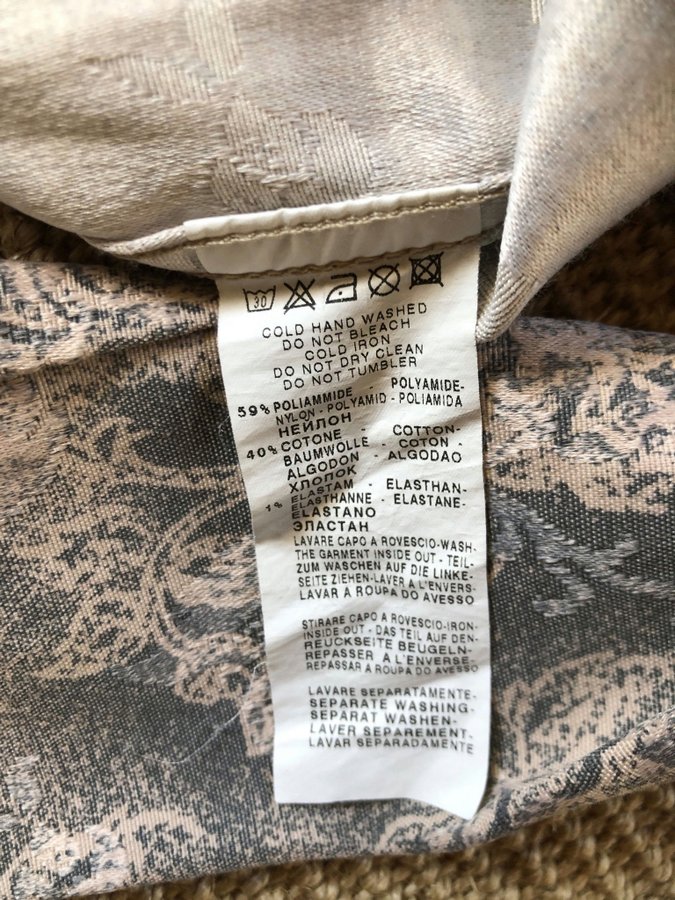 30
COLD HAND WASHED
DO NOT BLEACH
COLD IRON
DO NOT DRY CLEAN
DO NOT TUMBLER
59% POLIAMMIDE - POLYAMIDE-
NYLON - POLYAMID - POLIAMIDA
НЕЙЛОН
40% COTONE - COTTON-
BAUMWOLLE - COTON -
ALGODON - ALGODAO
ХЛОПОК
1% ELASTAM - ELASTHAN-
ELASTHANNE - ELASTANE-
ELASTANO
ЭЛАСТАН
LAVARE CAPO A ROVESCIO-WASH-
THE GARMENT INSIDE OUT - TEIL-
ZUM WASCHEN AUF DIE LINKE-
SEITE ZIEHEN-LAVER A L'ENVERS-
LAVAR A ROUPA DO AVESSO
STIRARE CAPO A ROVESCIO-IRON-
INSIDE OUT - DAS TEIL AUF DEN-
REUCKSEITE BEUGELN-
REPASSER A L'ENVERSE
REPASSAR A ROUPA DO AVESSO
LAVARE SEPARATAMENTE-
SEPARATE WASHING-
SEPARAT WASHEN-
LAVER SEPAREMENT-
LAVAR SEPARADAMENTE